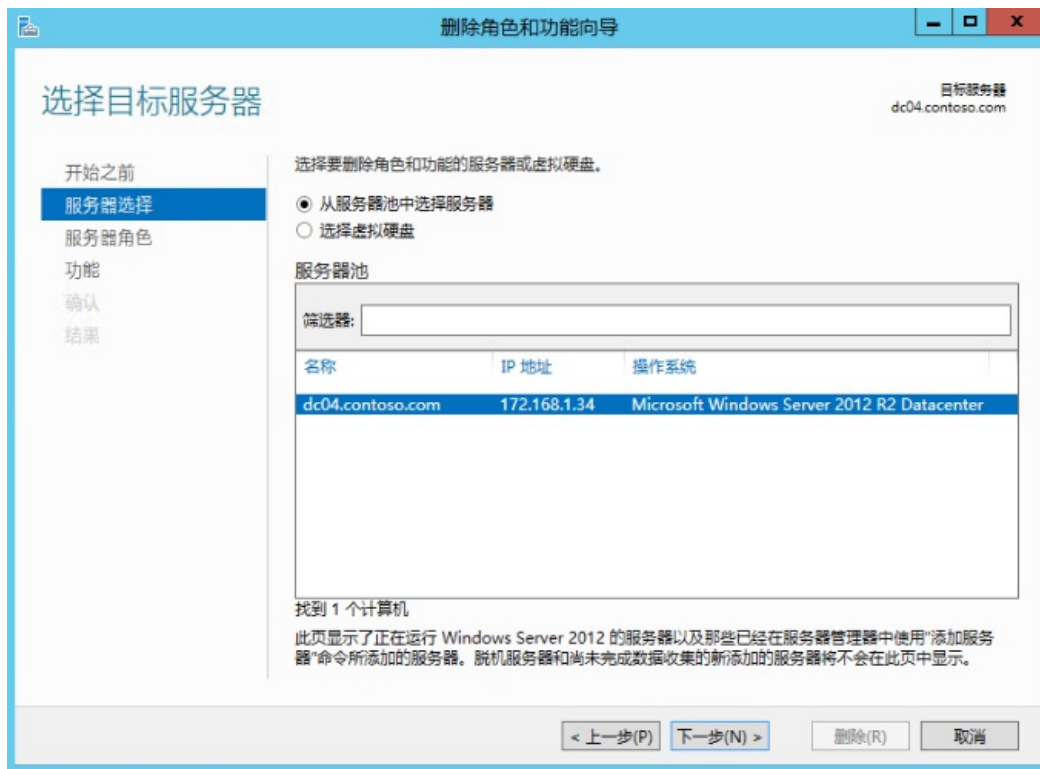 删除角色和功能向导
选择目标服务器
目标服务器
dc04.contoso.com
开始之前
服务器选择
服务器角色
功能
确认
结果
选择要删除角色和功能的服务器或虚拟硬盘。
从服务器池中选择服务器
选择虚拟硬盘
服务器池
筛选器:
名称 IP 地址 操作系统
dc04.contoso.com 172.168.1.34 Microsoft Windows Server 2012 R2 Datacenter
找到 1 个计算机
此页显示了正在运行 Windows Server 2012 的服务器以及那些已经在服务器管理器中使用"添加服务
器"命令所添加的服务器。脱机服务器和尚未完成数据收集的新添加的服务器将不会在此页中显示。
< 上一步(P) 下一步(N) > 删除(R) 取消